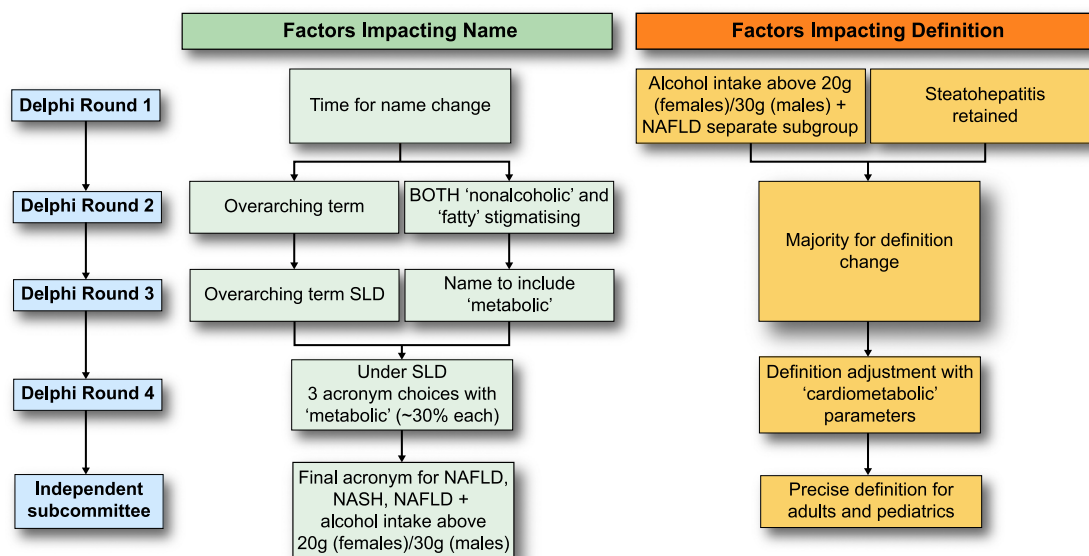 Factors Impacting Name
Factors Impacting Definition
Delphi Round 1
Time for name change
Alcohol intake above 20g
(females)/30g (males) +
NAFLD separate subgroup
Steatohepatitis
retained
Delphi Round 2
Overarching term
BOTH ‘nonalcoholic’ and
‘fatty’ stigmatising
Majority for definition
change
Delphi Round 3
Overarching term SLD
Name to include
‘metabolic’
Delphi Round 4
Under SLD
3 acronym choices with
‘metabolic’ (~30% each)
Definition adjustment with
‘cardiometabolic’
parameters
Independent
subcommittee
Final acronym for NAFLD,
NASH, NAFLD +
alcohol intake above
20g (females)/30g (males)
Precise definition for
adults and pediatrics